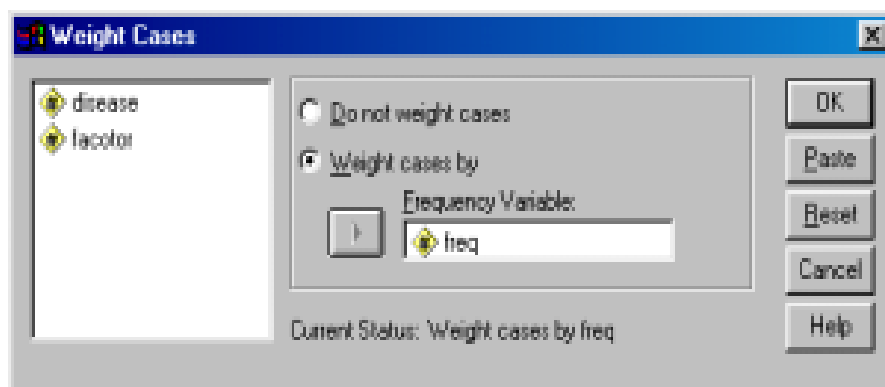 Weight Cases
disease
facotor
Do not weight cases
Weight cases by
Frequency Variable:
freq
Current Status: Weight cases by freq
OK
Paste
Reset
Cancel
Help